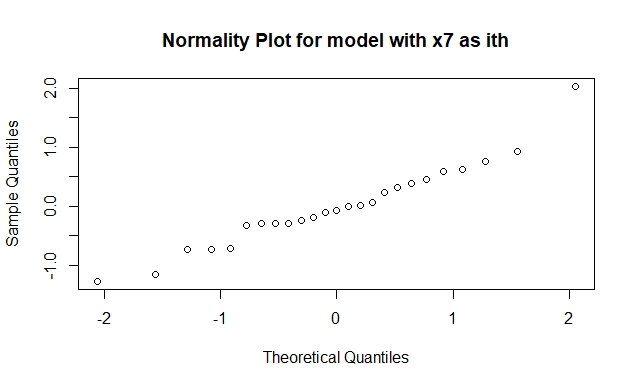 Normality Plot for model with x7 as ith
Sample Quantiles
2.0
1.0
0.0
-1.0
-2 -1 0 1 2
Theoretical Quantiles